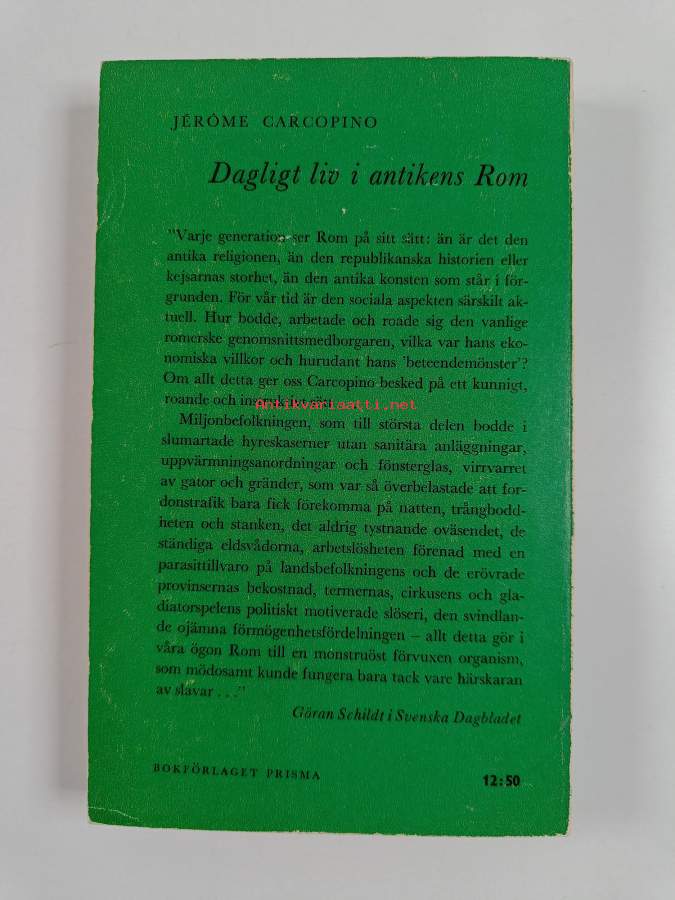 JÉRÔME CARCOPINO
Dagligt liv i antikens Rom
"Varje generation ser Rom på sitt sätt: än är det den
antika religionen, än den republikanska historien eller
kejsarnas storhet, än den antika konsten som står i för-
grunden. För vår tid är den sociala aspekten särskilt ak-
tuell. Hur bodde, arbetade och roade sig den vanlige
romerske genomsnittsmedborgaren, vilka var hans eko-
nomiska villkor och hurudant hans 'beteendemönster'?
Om allt detta ger oss Carcopino besked på ett kunnigt,
roande och sätt.
Antikvariaatti.net
Miljonbefolkningen, som till största delen bodde i
slumartade hyreskaserner utan sanitära anläggningar,
uppvärmningsanordningar och fönsterglas, virrvarret
av gator och gränder, som var så överbelastade att for-
donstrafik bara fick förekomma på natten, trångbodd-
heten och stanken, det aldrig tystnande oväsendet, de
ständiga eldsvådorna, arbetslösheten förenad med en
parasittillvaro på landsbefolkningens och de erövrade
provinsernas bekostnad, termernas, cirkusens och gla-
diatorspelens politiskt motiverade slöseri, den svindlan-
de ojämna förmögenhetsfördelningen – allt detta gör i
våra ögon Rom till en monstruöst förvuxen organism,
som mödosamt kunde fungera bara tack vare härskaran
av slavar . . ."
Göran Schildt i Svenska Dagbladet
BOKFÖRLAGET PRISMA
12:50